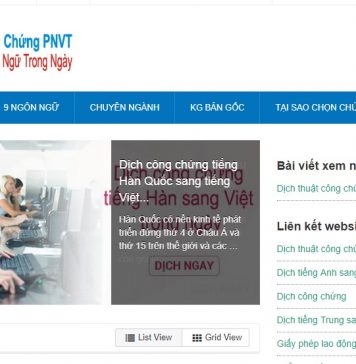 Chứng PNVT
Ngữ Trong Ngày
9 NGÔN NGỮ
CHUYÊN NGÀNH
KG BẢN GỐC
TẠI SAO CHỌN CHÚ
Dịch công chứng tiếng
Hàn Quốc sang tiếng
Việt...
Hàn Quốc có nền kinh tế phát
triển đứng thứ 4 ở Châu Á và
thứ 15 trên thế giới và các ...
DỊCH NGAY
List View
Grid View
Bài viết xem n
Dịch thuật công ch
Liên kết webs
Dịch thuật công ch
Dịch tiếng Anh sang
Dịch công chứng
Dịch tiếng Trung sa
Giấy phép lao động